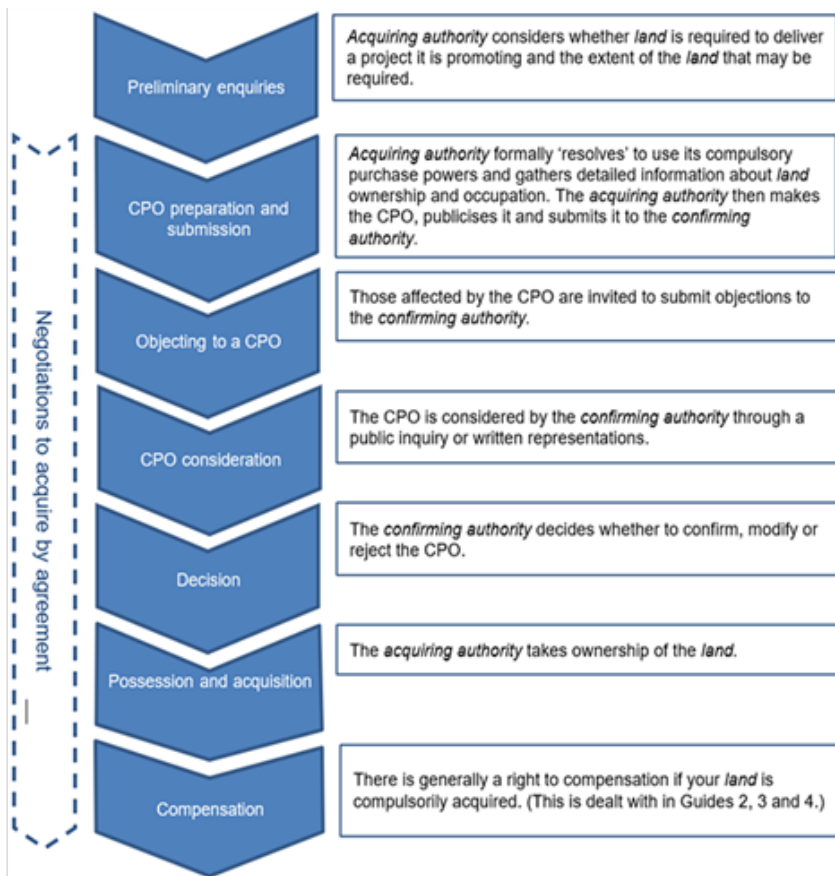 Preliminary enquiries
Acquiring authority considers whether land is required to deliver
a project it is promoting and the extent of the land that may be
required.
CPO preparation and
submission
Acquiring authority formally ‘resolves’ to use its compulsory
purchase powers and gathers detailed information about land
ownership and occupation. The acquiring authority then makes
the CPO, publicises it and submits it to the confirming
authority.
Objecting to a CPO
Those affected by the CPO are invited to submit objections to
the confirming authority.
CPO consideration
The CPO is considered by the confirming authority through a
public inquiry or written representations.
Decision
The confirming authority decides whether to confirm, modify or
reject the CPO.
Possession and acquisition
The acquiring authority takes ownership of the land.
Compensation
There is generally a right to compensation if your land is
compulsorily acquired. (This is dealt with in Guides 2, 3 and 4.)
Negotiations to acquire by agreement